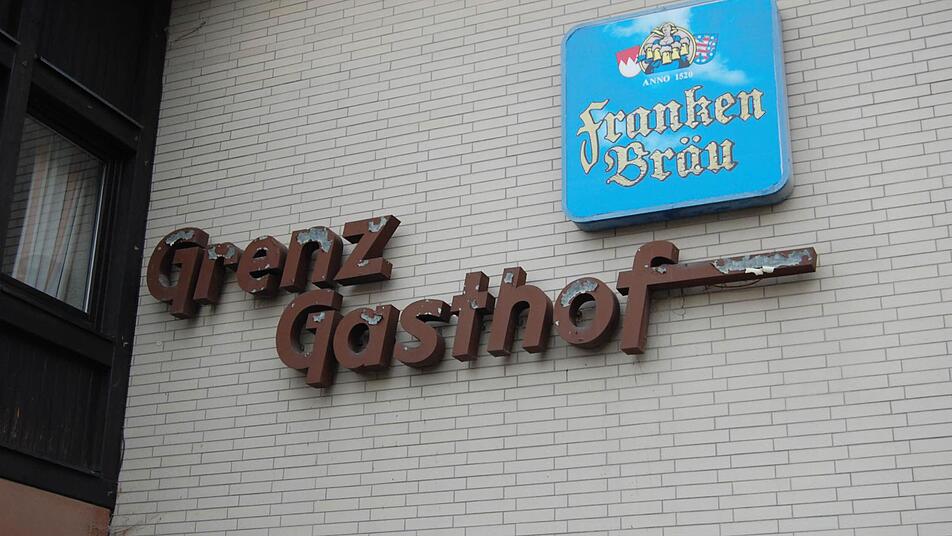 ANNO 1520
Franken
Bräu
Grenz
Gasthof